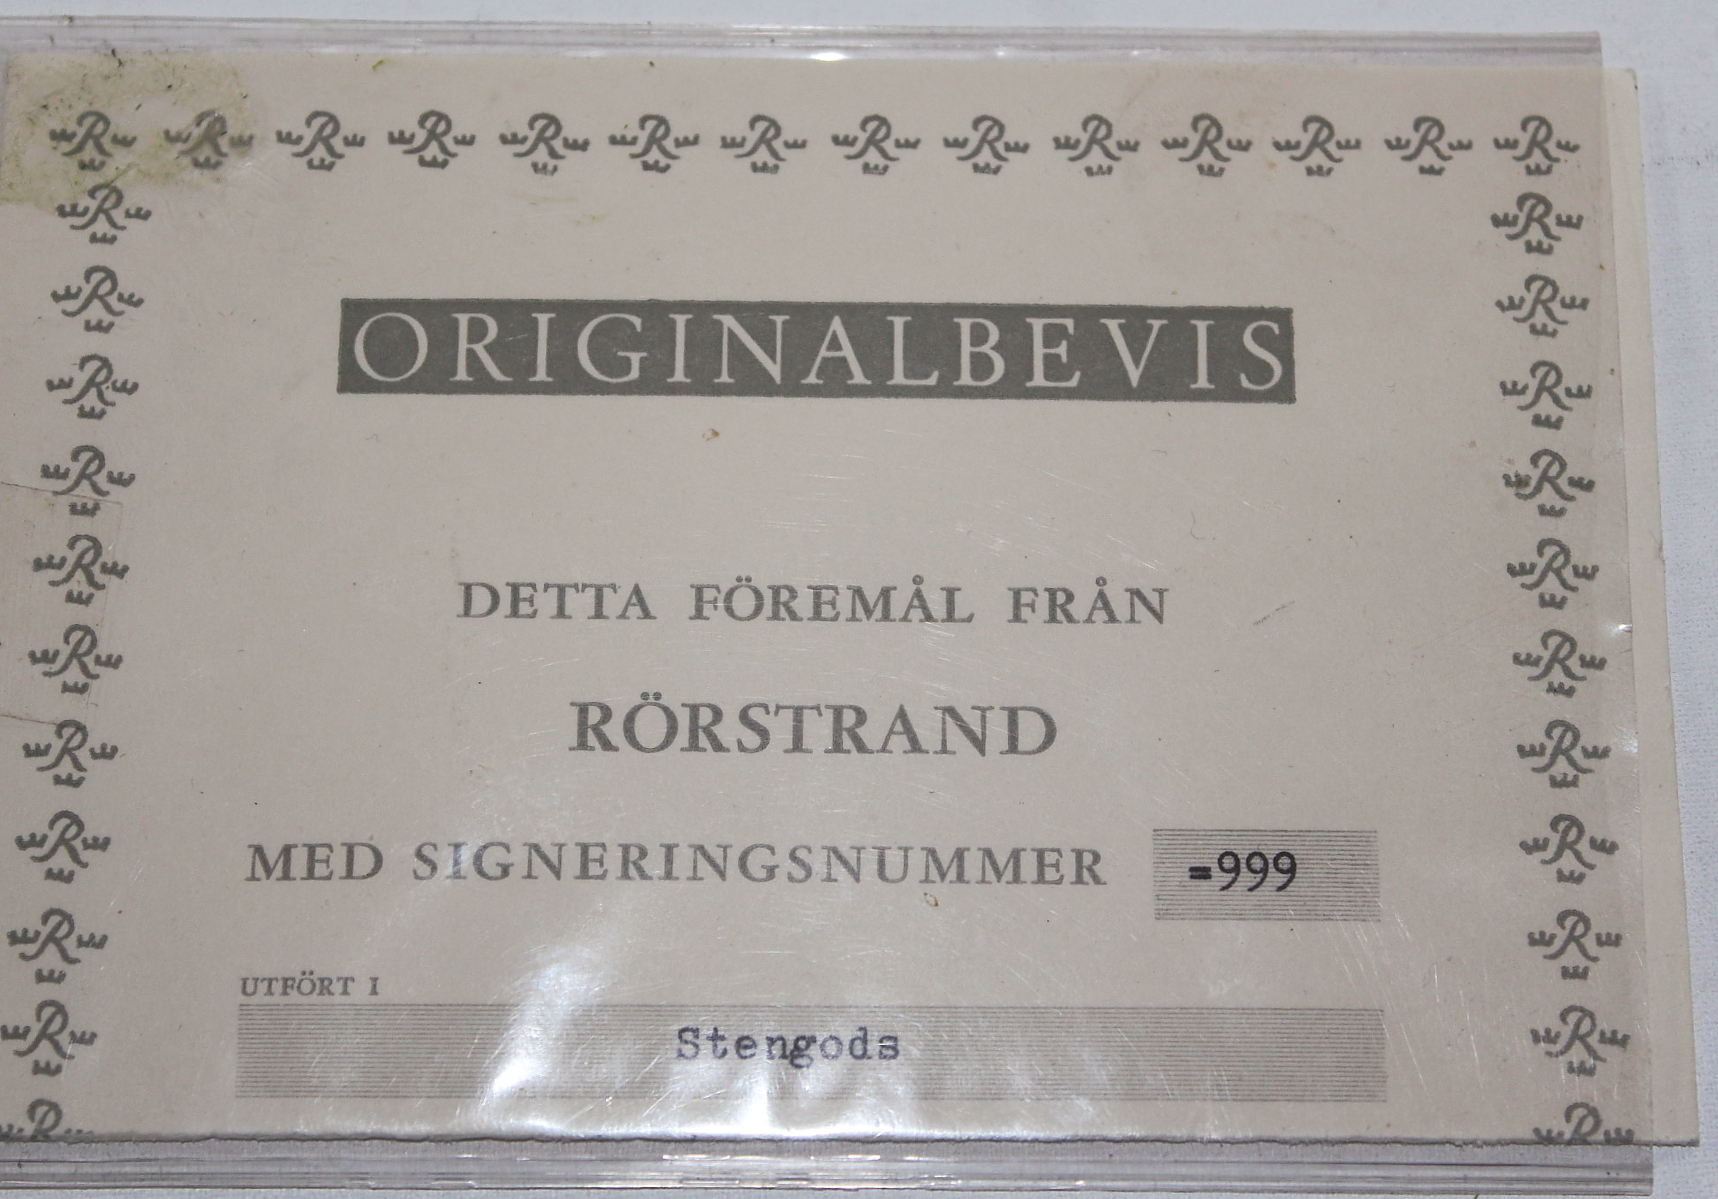 ORIGINALBEVIS
DETTA FÖREMÅL FRÅN
RÖRSTRAND
MED SIGNERINGSNUMMER =999
UTFÖRT I
Stengods